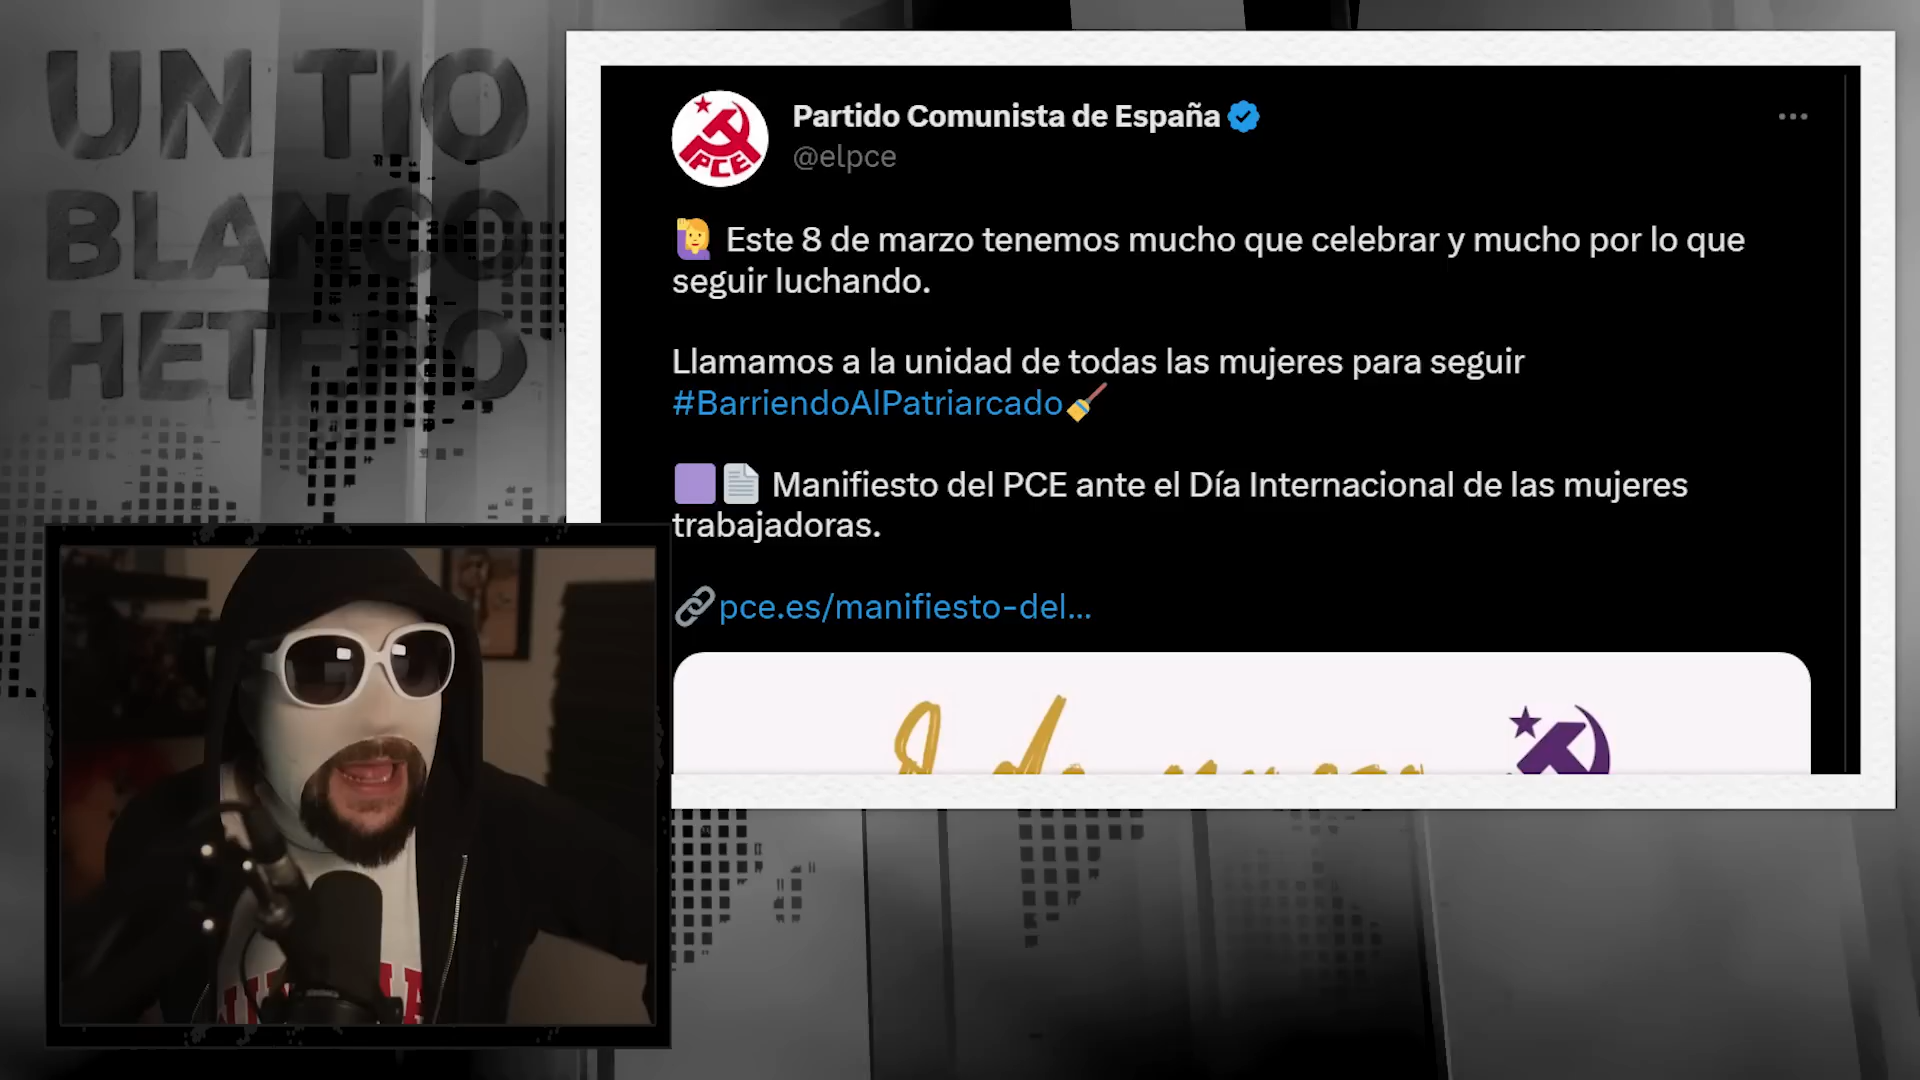 UN TIO
BLANCO
HETERO
Partido Comunista de España
@elpce
PCE
Este 8 de marzo tenemos mucho que celebrar y mucho por lo que
seguir luchando.
Llamamos a la unidad de todas las mujeres para seguir
#BarriendoAlPatriarcado
Manifiesto del PCE ante el Día Internacional de las mujeres
trabajadoras.
pce.es/manifiesto-del...